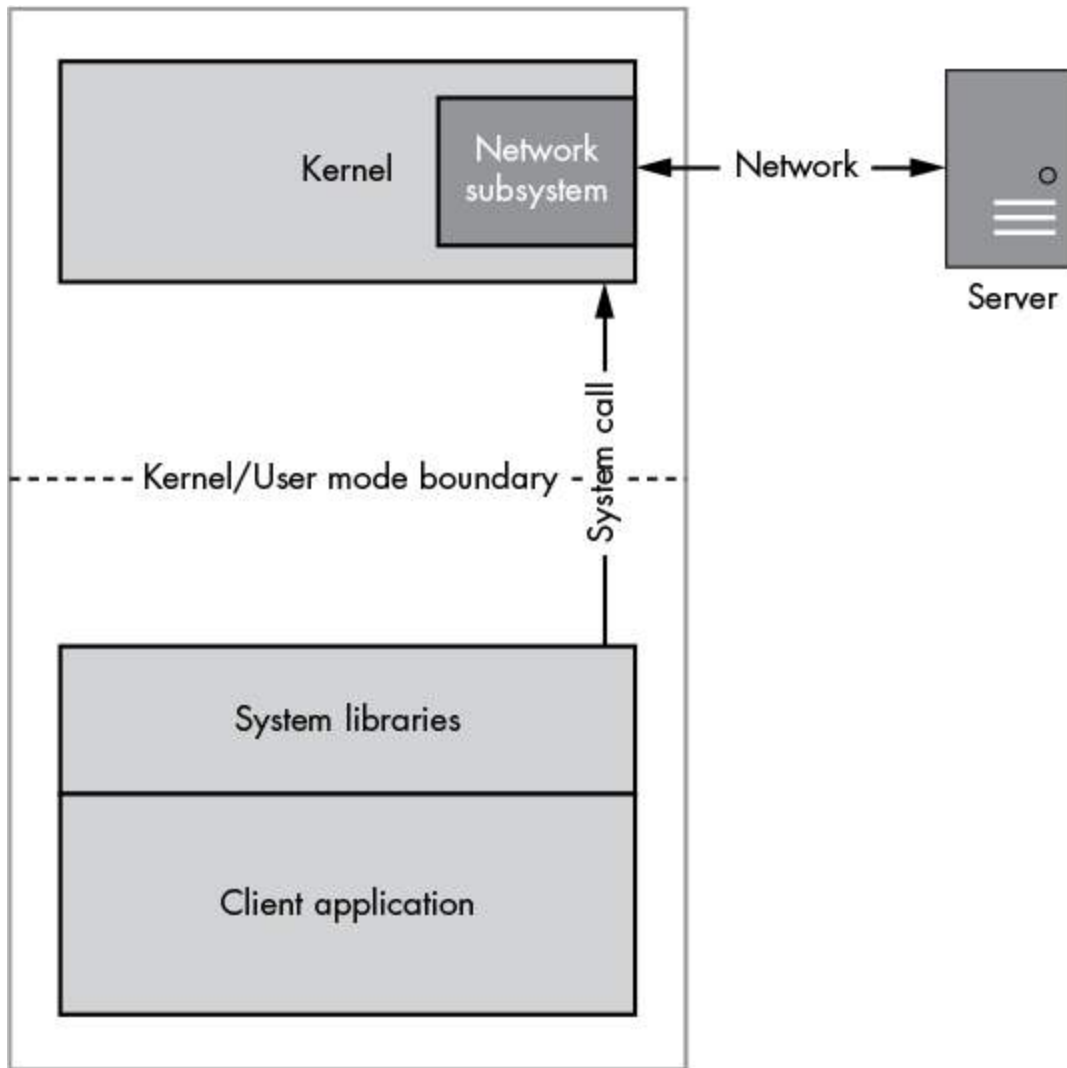 Kernel
Network
subsystem
Network
Server
System call
Kernel/User mode boundary
System libraries
Client application